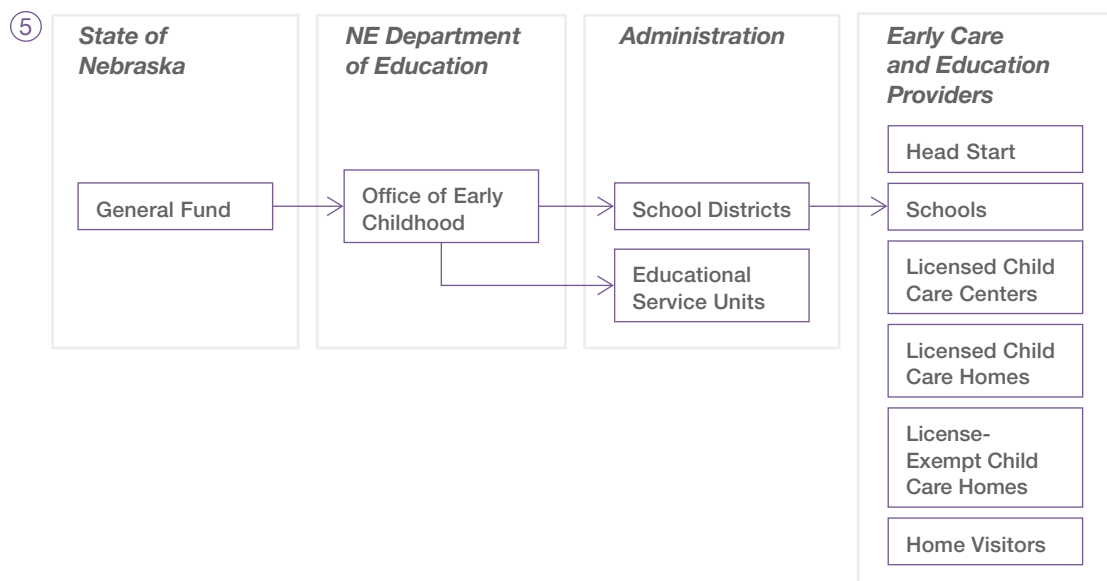 5
State of
Nebraska
NE Department
of Education
Administration
Early Care
and Education
Providers
General Fund
Office of Early
Childhood
School Districts
Educational
Service Units
Head Start
Schools
Licensed Child
Care Centers
Licensed Child
Care Homes
License-
Exempt Child
Care Homes
Home Visitors